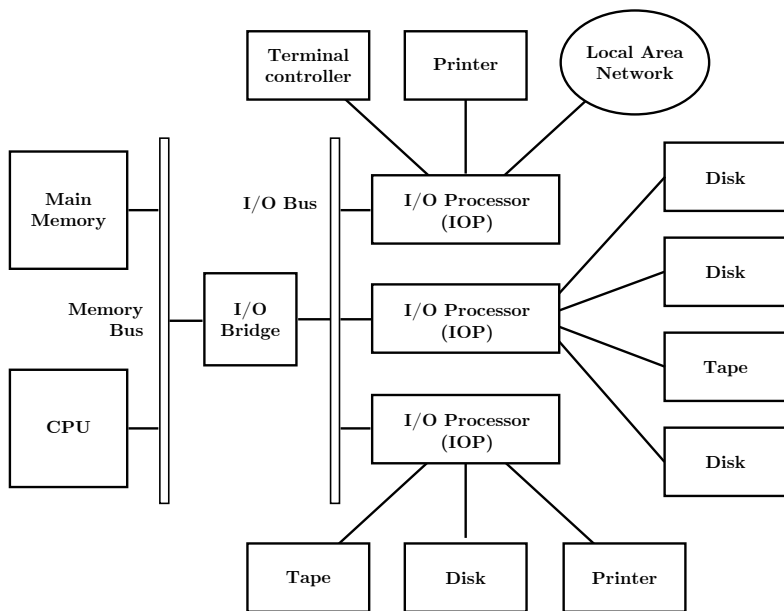 Terminal
controller
Printer
Local Area
Network
Main
Memory
I/O Bus
I/O Processor
(IOP)
Disk
Disk
Memory
Bus
I/O
Bridge
I/O Processor
(IOP)
Tape
CPU
I/O Processor
(IOP)
Disk
Tape
Disk
Printer